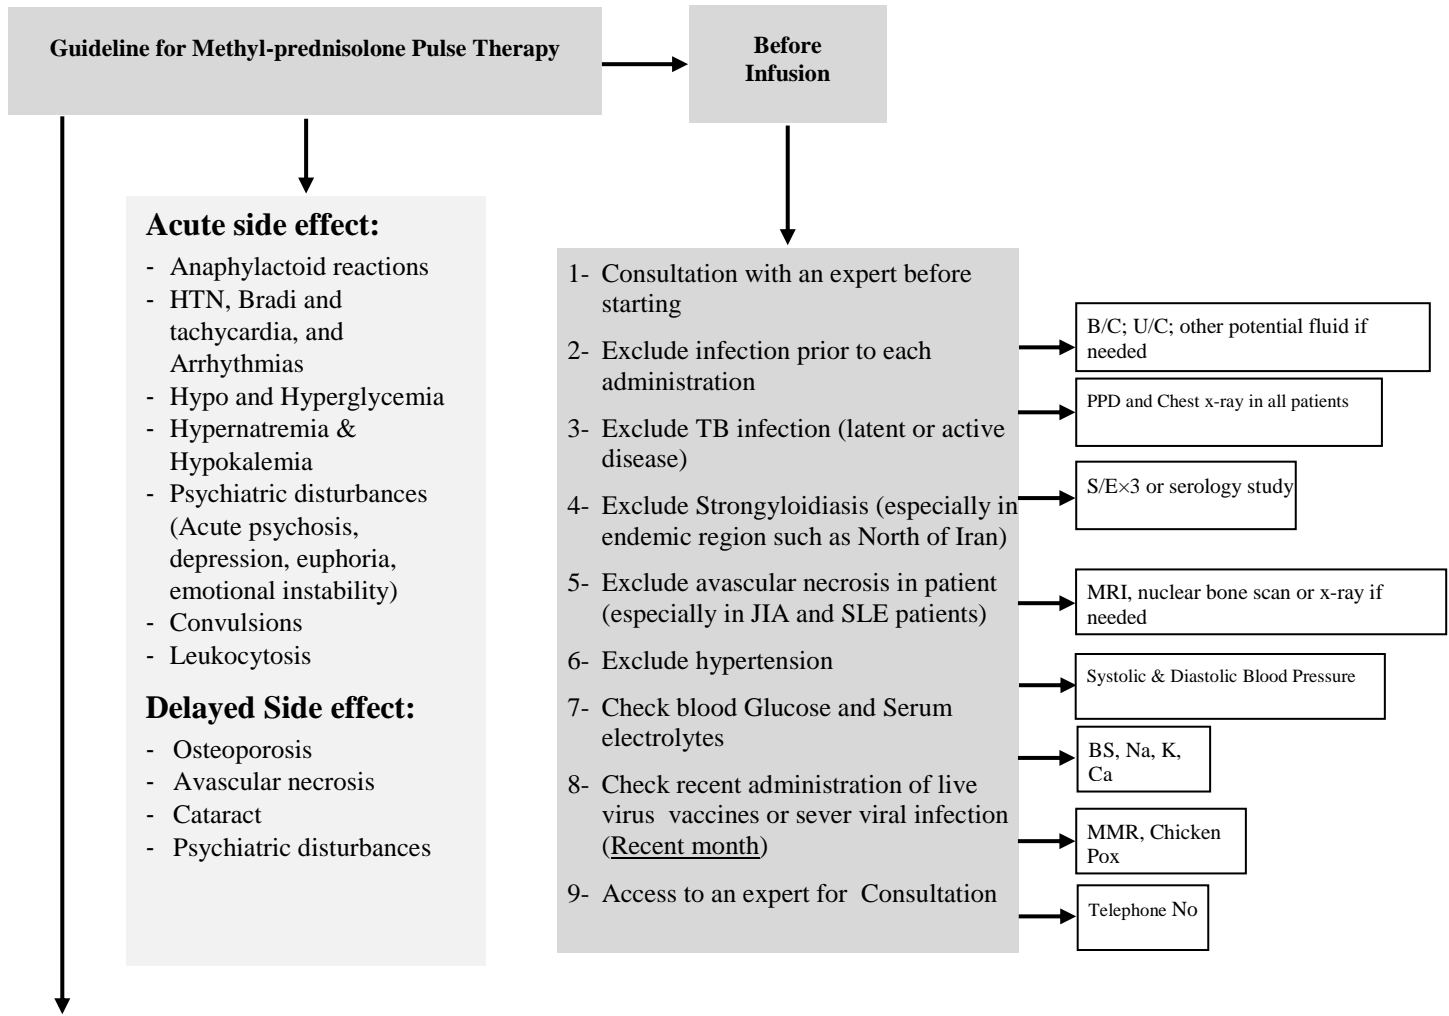 Guideline for Methyl-prednisolone Pulse Therapy
Before
Infusion
Acute side effect:
- Anaphylactoid reactions
- HTN, Bradi and
tachycardia, and
Arrhythmias
- Hypo and Hyperglycemia
- Hypernatremia &
Hypokalemia
- Psychiatric disturbances
(Acute psychosis,
depression, euphoria,
emotional instability)
- Convulsions
- Leukocytosis
Delayed Side effect:
- Osteoporosis
- Avascular necrosis
- Cataract
- Psychiatric disturbances
1- Consultation with an expert before
starting
2- Exclude infection prior to each
administration
3- Exclude TB infection (latent or active
disease)
4- Exclude Strongyloidiasis (especially in
endemic region such as North of Iran)
5- Exclude avascular necrosis in patient
(especially in JIA and SLE patients)
6- Exclude hypertension
7- Check blood Glucose and Serum
electrolytes
8- Check recent administration of live
virus vaccines or sever viral infection
(Recent month)
9- Access to an expert for Consultation
B/C; U/C; other potential fluid if
needed
PPD and Chest x-ray in all patients
S/E×3 or serology study
MRI, nuclear bone scan or x-ray if
needed
Systolic & Diastolic Blood Pressure
BS, Na, K,
Ca
MMR, Chicken
Pox
Telephone No